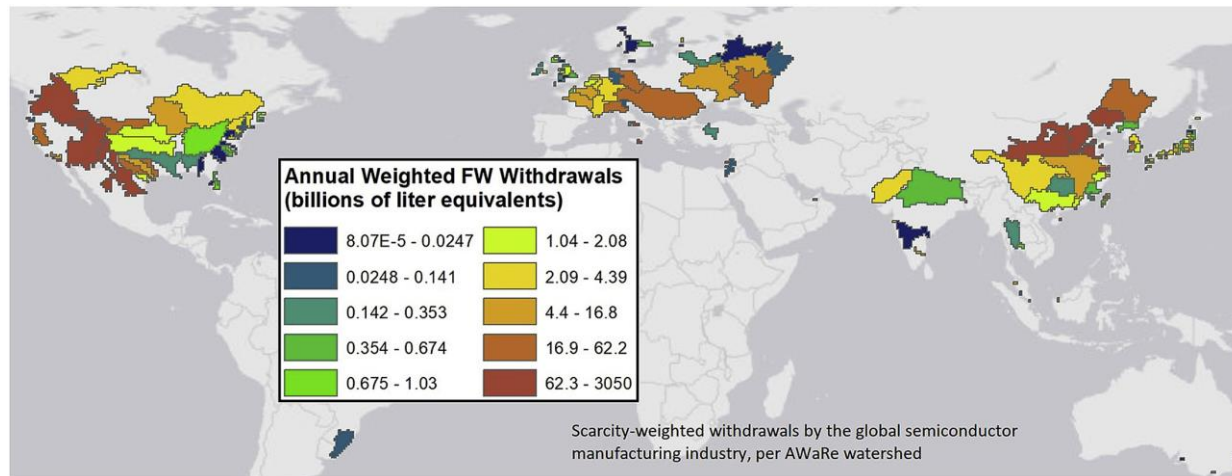 Annual Weighted FW Withdrawals
(billions of liter equivalents)
8.07E-5 - 0.0247
0.0248 - 0.141
0.142 - 0.353
0.354 - 0.674
0.675 - 1.03
1.04 - 2.08
2.09 - 4.39
4.4 - 16.8
16.9 - 62.2
62.3 - 3050
Scarcity-weighted withdrawals by the global semiconductor
manufacturing industry, per AWaRe watershed